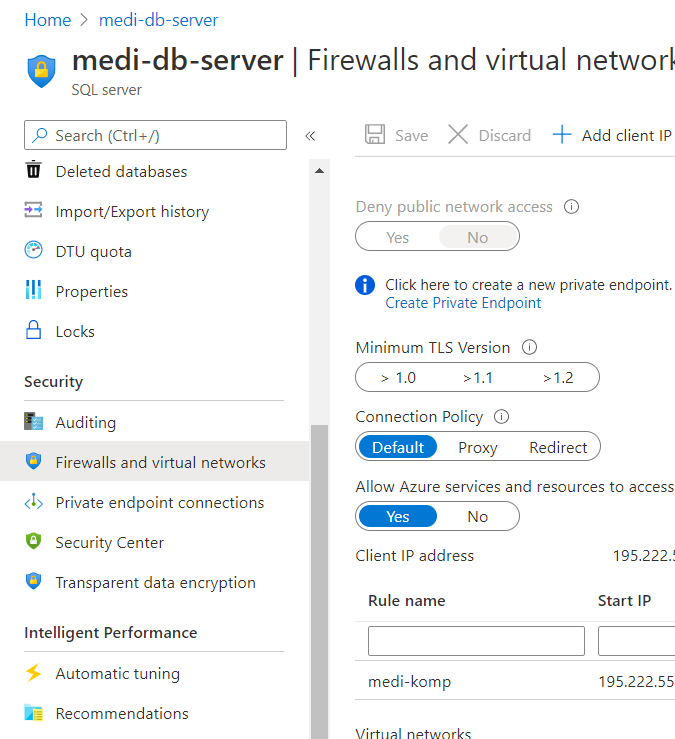 Home > medi-db-server
medi-db-server | Firewalls and virtual network
SQL server
Search (Ctrl+/)
«
Deleted databases
Import/Export history
DTU quota
Properties
Locks
Security
Auditing
Firewalls and virtual networks
Private endpoint connections
Security Center
Transparent data encryption
Intelligent Performance
Automatic tuning
Recommendations
Save Discard + Add client IP
Deny public network access
Yes No
Click here to create a new private endpoint.
Create Private Endpoint
Minimum TLS Version
> 1.0 >1.1 >1.2
Connection Policy
Default Proxy Redirect
Allow Azure services and resources to access
Yes No
Client IP address 195.222.5
Rule name Start IP
medi-komp 195.222.55
Virtual networks